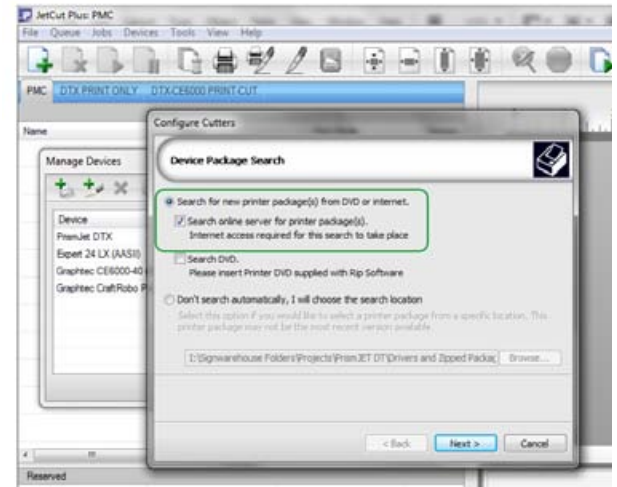 JetCut Plus: PMC
File Queue Jobs Devices Tools View Help
PMC DTX PRINT ONLY DTX-CE6000 PRINT-CUT
Name
Manage Devices
Device
PrismJet DTX
Expert 24 LX (AASII)
Graphtec CE6000-40
Graphtec CraftRobo P
Configure Cutters
Device Package Search
Search for new printer package(s) from DVD or internet.
Search online server for printer package(s).
Internet access required for this search to take place
Search DVD.
Please insert Printer DVD supplied with Rip Software
Don't search automatically, I will choose the search location
Select this option if you would like to select a printer package from a specific location. This
printer package may not be the most recent version available.
I:\Signwarehouse Folders\Projects\PrismJET DT\Drivers and Zipped Packag
Browse...
< Back Next > Cancel
Reserved